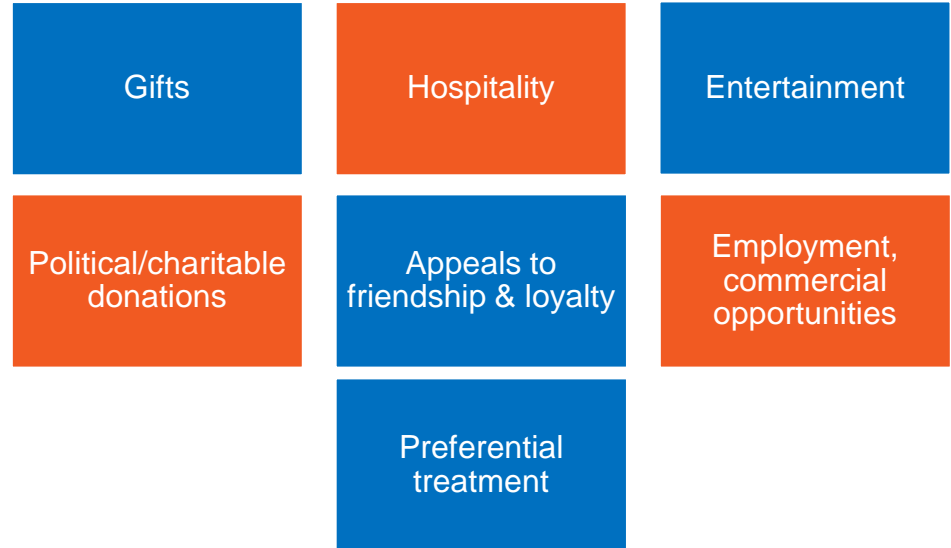 Gifts
Hospitality
Entertainment
Political/charitable
donations
Appeals to
friendship & loyalty
Employment,
commercial
opportunities
Preferential
treatment